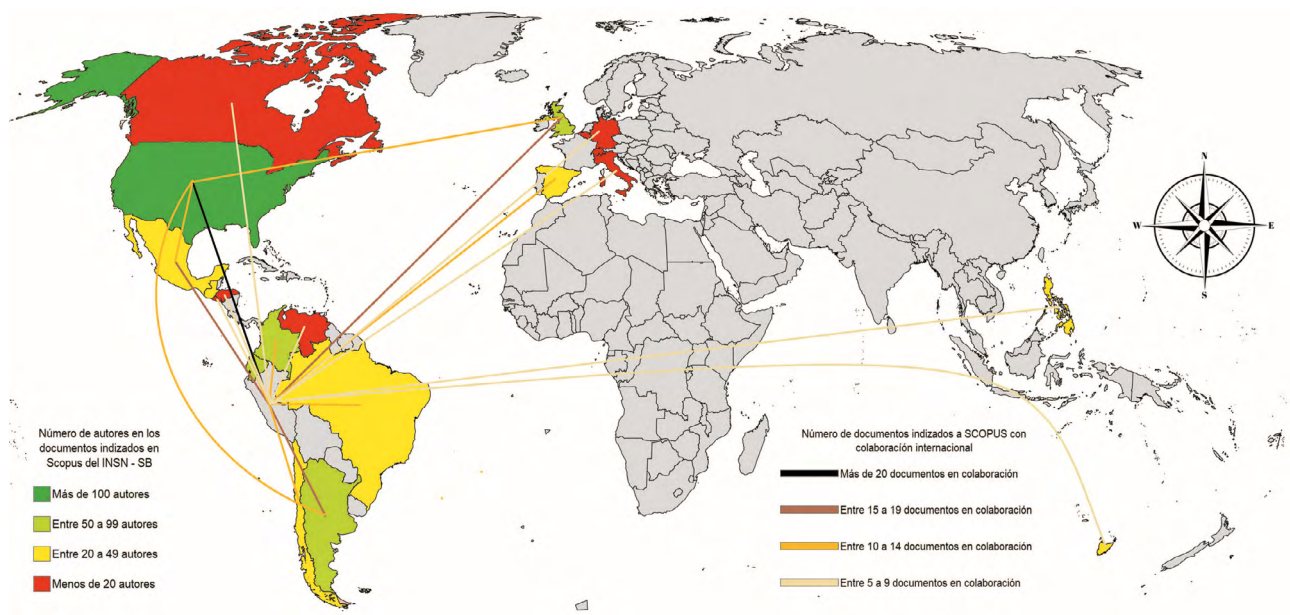 N
W
E
S
Número de autores en los
documentos indizados en
Scopus del INSN - SB
Más de 100 autores
Entre 50 a 99 autores
Entre 20 a 49 autores
Menos de 20 autores
Número de documentos indizados a SCOPUS con
colaboración internacional
Más de 20 documentos en colaboración
Entre 15 a 19 documentos en colaboración
Entre 10 a 14 documentos en colaboración
Entre 5 a 9 documentos en colaboración